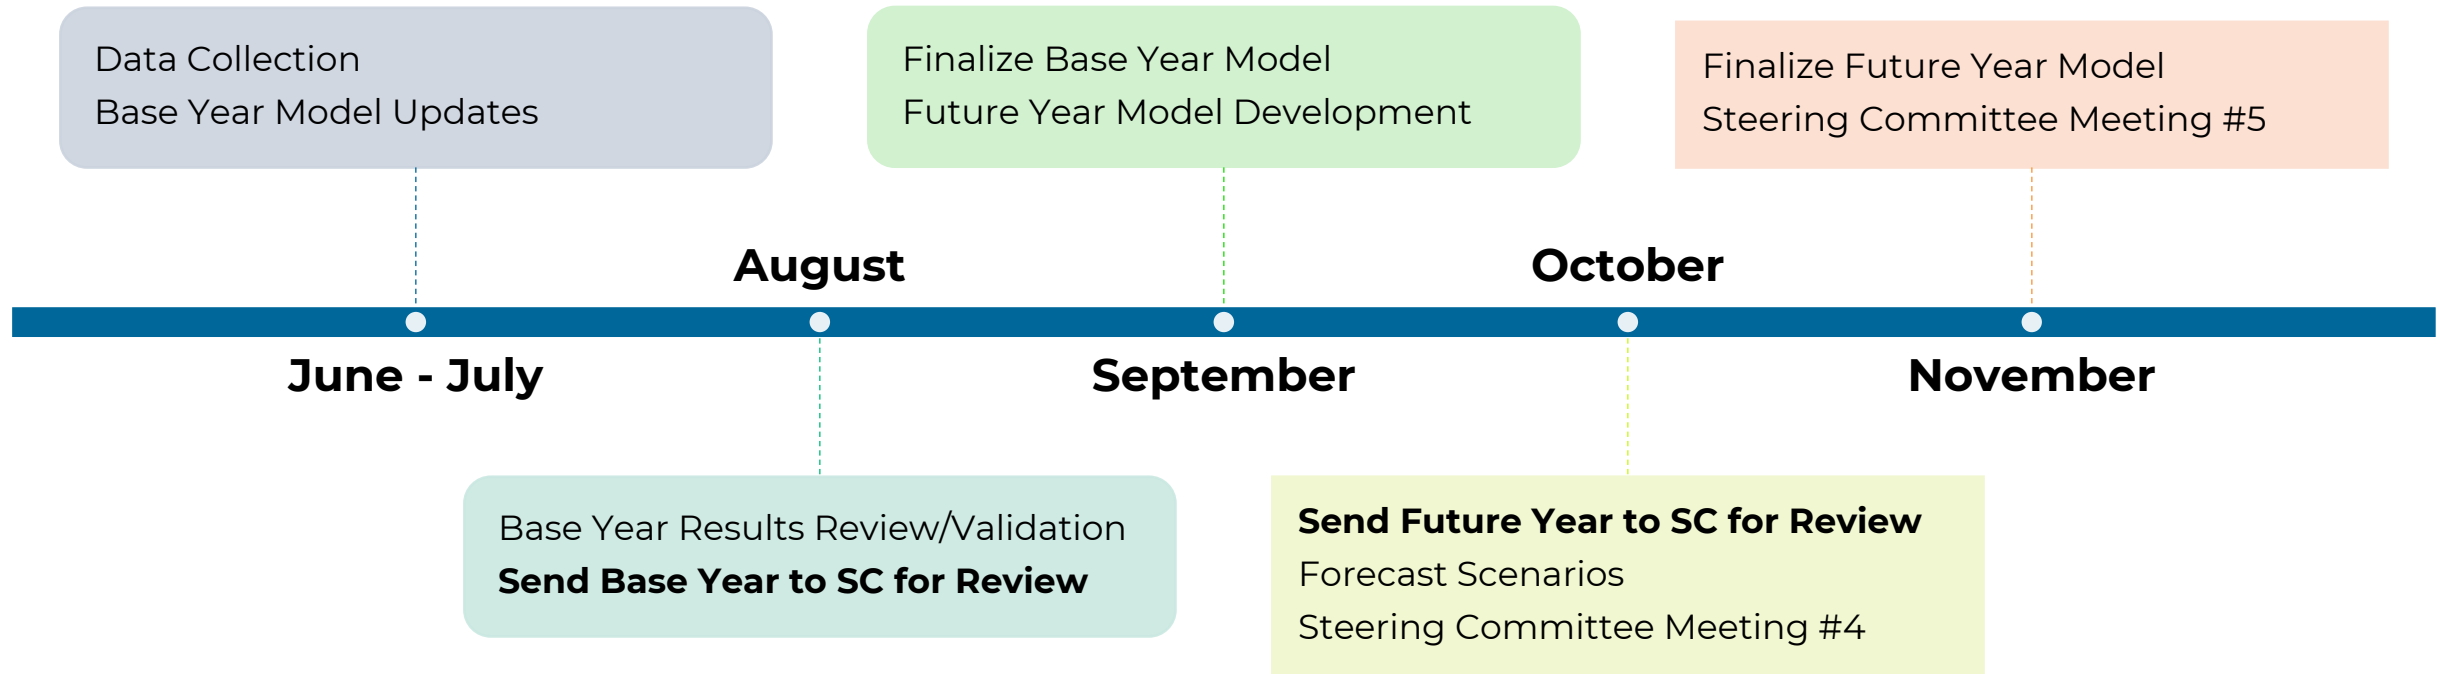 Data Collection
Base Year Model Updates
Finalize Base Year Model
Future Year Model Development
Finalize Future Year Model
Steering Committee Meeting #5
August
October
June - July
September
November
Base Year Results Review/Validation
Send Base Year to SC for Review
Send Future Year to SC for Review
Forecast Scenarios
Steering Committee Meeting #4